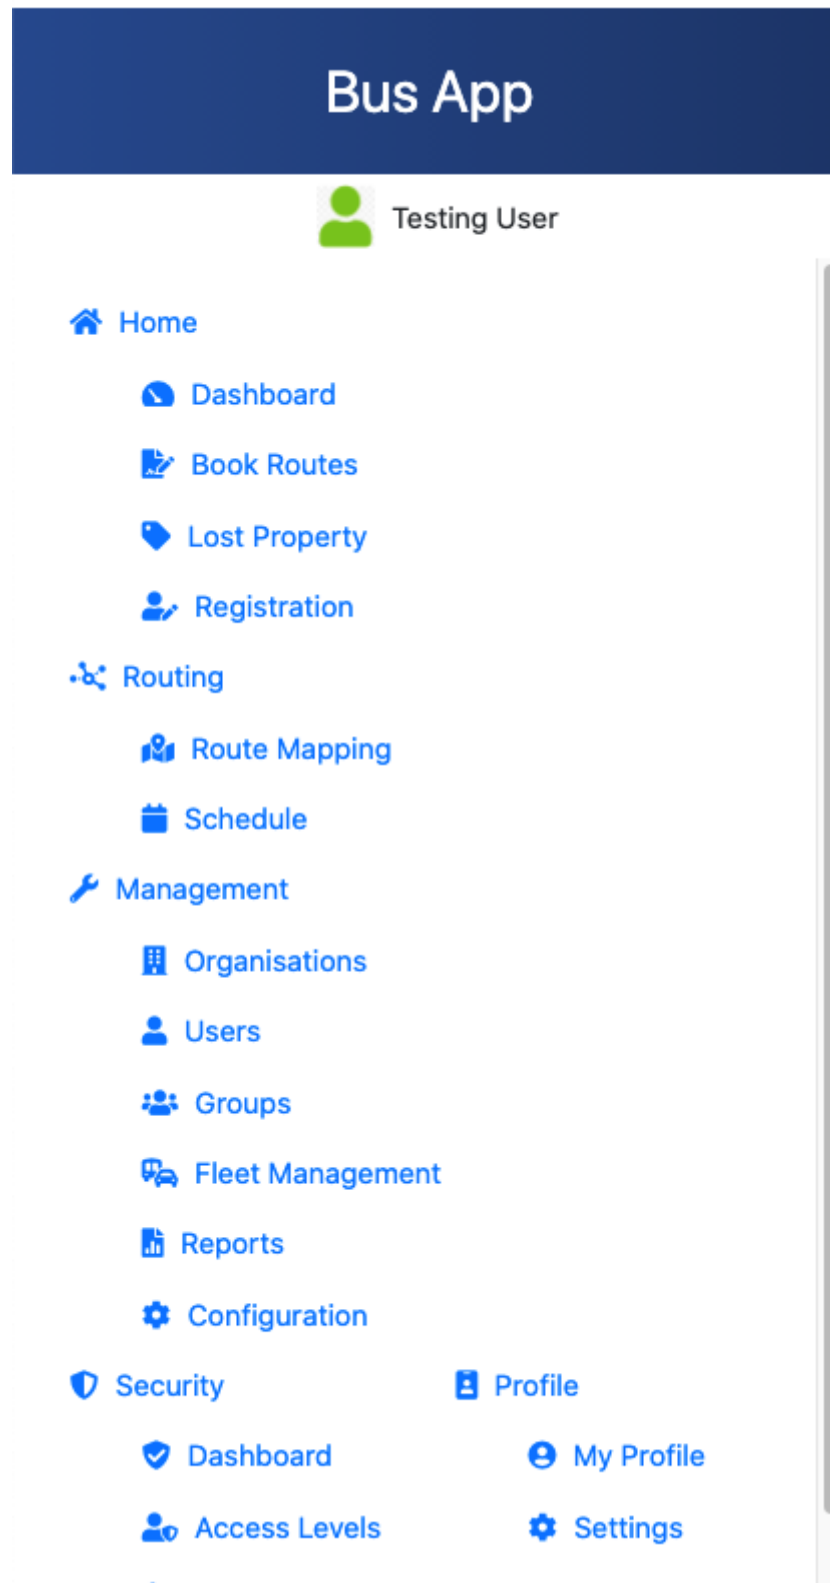 Bus App
Testing User
Home
Dashboard
Book Routes
Lost Property
Registration
Routing
Route Mapping
Schedule
Management
Organisations
Users
Groups
Fleet Management
Reports
Configuration
Security
Dashboard
Access Levels
Profile
My Profile
Settings